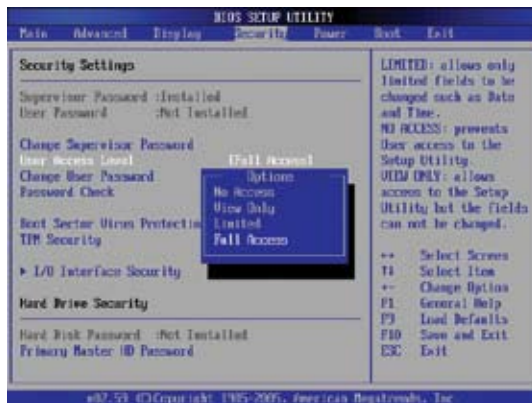 BIOS SETUP UTILITY
Main Advanced Display Security Power Boot Exit
Security Settings
Supervisor Password :Installed
User Password :Not Installed
Change Supervisor Password
User Access Level [Full Access]
Change User Password
Password Check
Boot Sector Virus Protectio
TPM Security
▶ I/O Interface Security
Hard Drive Security
Hard Disk Password :Not Installed
Primary Master HD Password
Options
No Access
View Only
Limited
Full Access
LIMITED: allows only
limited fields to be
changed such as Date
and Time.
NO ACCESS: prevents
User access to the
Setup Utility.
VIEW ONLY: allows
access to the Setup
Utility but the fields
can not be changed.
↔ Select Screen
↑↓ Select Item
+- Change Option
F1 General Help
F9 Load Defaults
F10 Save and Exit
ESC Exit
v02.59 (C)Copyright 1985-2005, American Megatrends, Inc